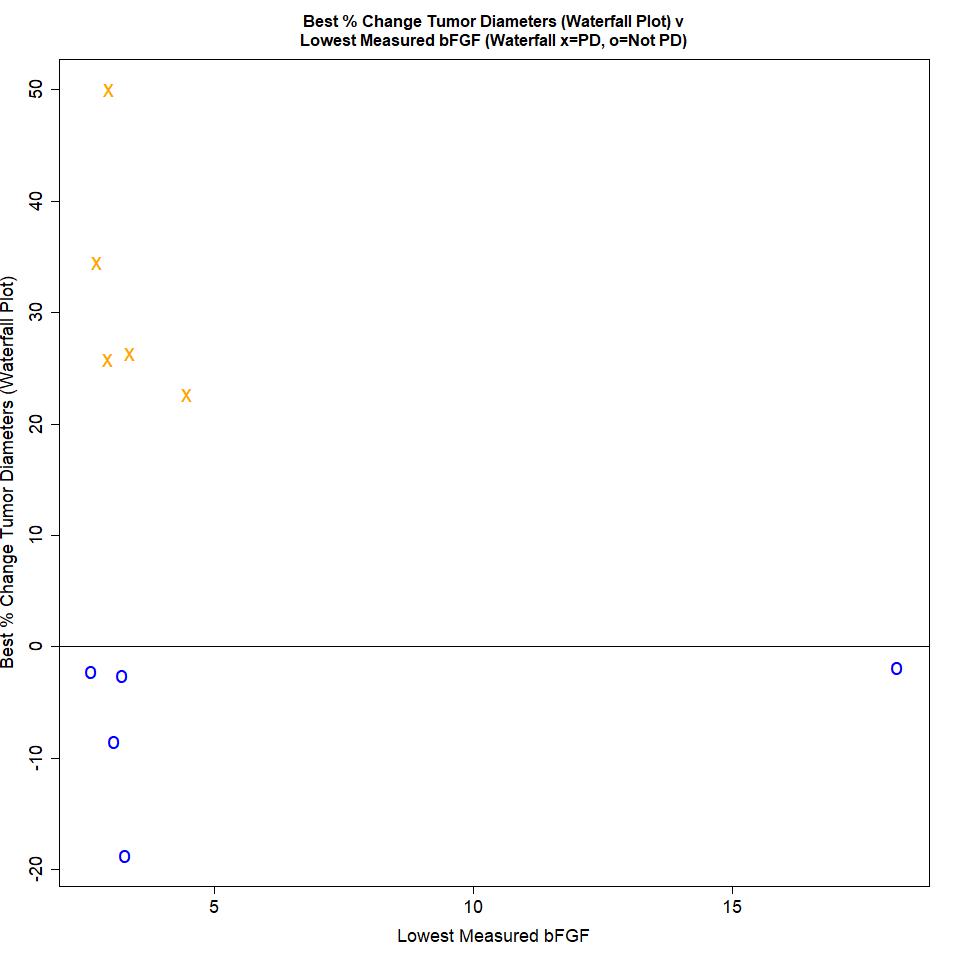 Best % Change Tumor Diameters (Waterfall Plot) v
Lowest Measured bFGF (Waterfall x=PD, o=Not PD)
Best % Change Tumor Diameters (Waterfall Plot)
50
40
30
20
10
0
-10
-20
X
X
X
X
X
O
O
O
O
O
5
10
15
Lowest Measured bFGF